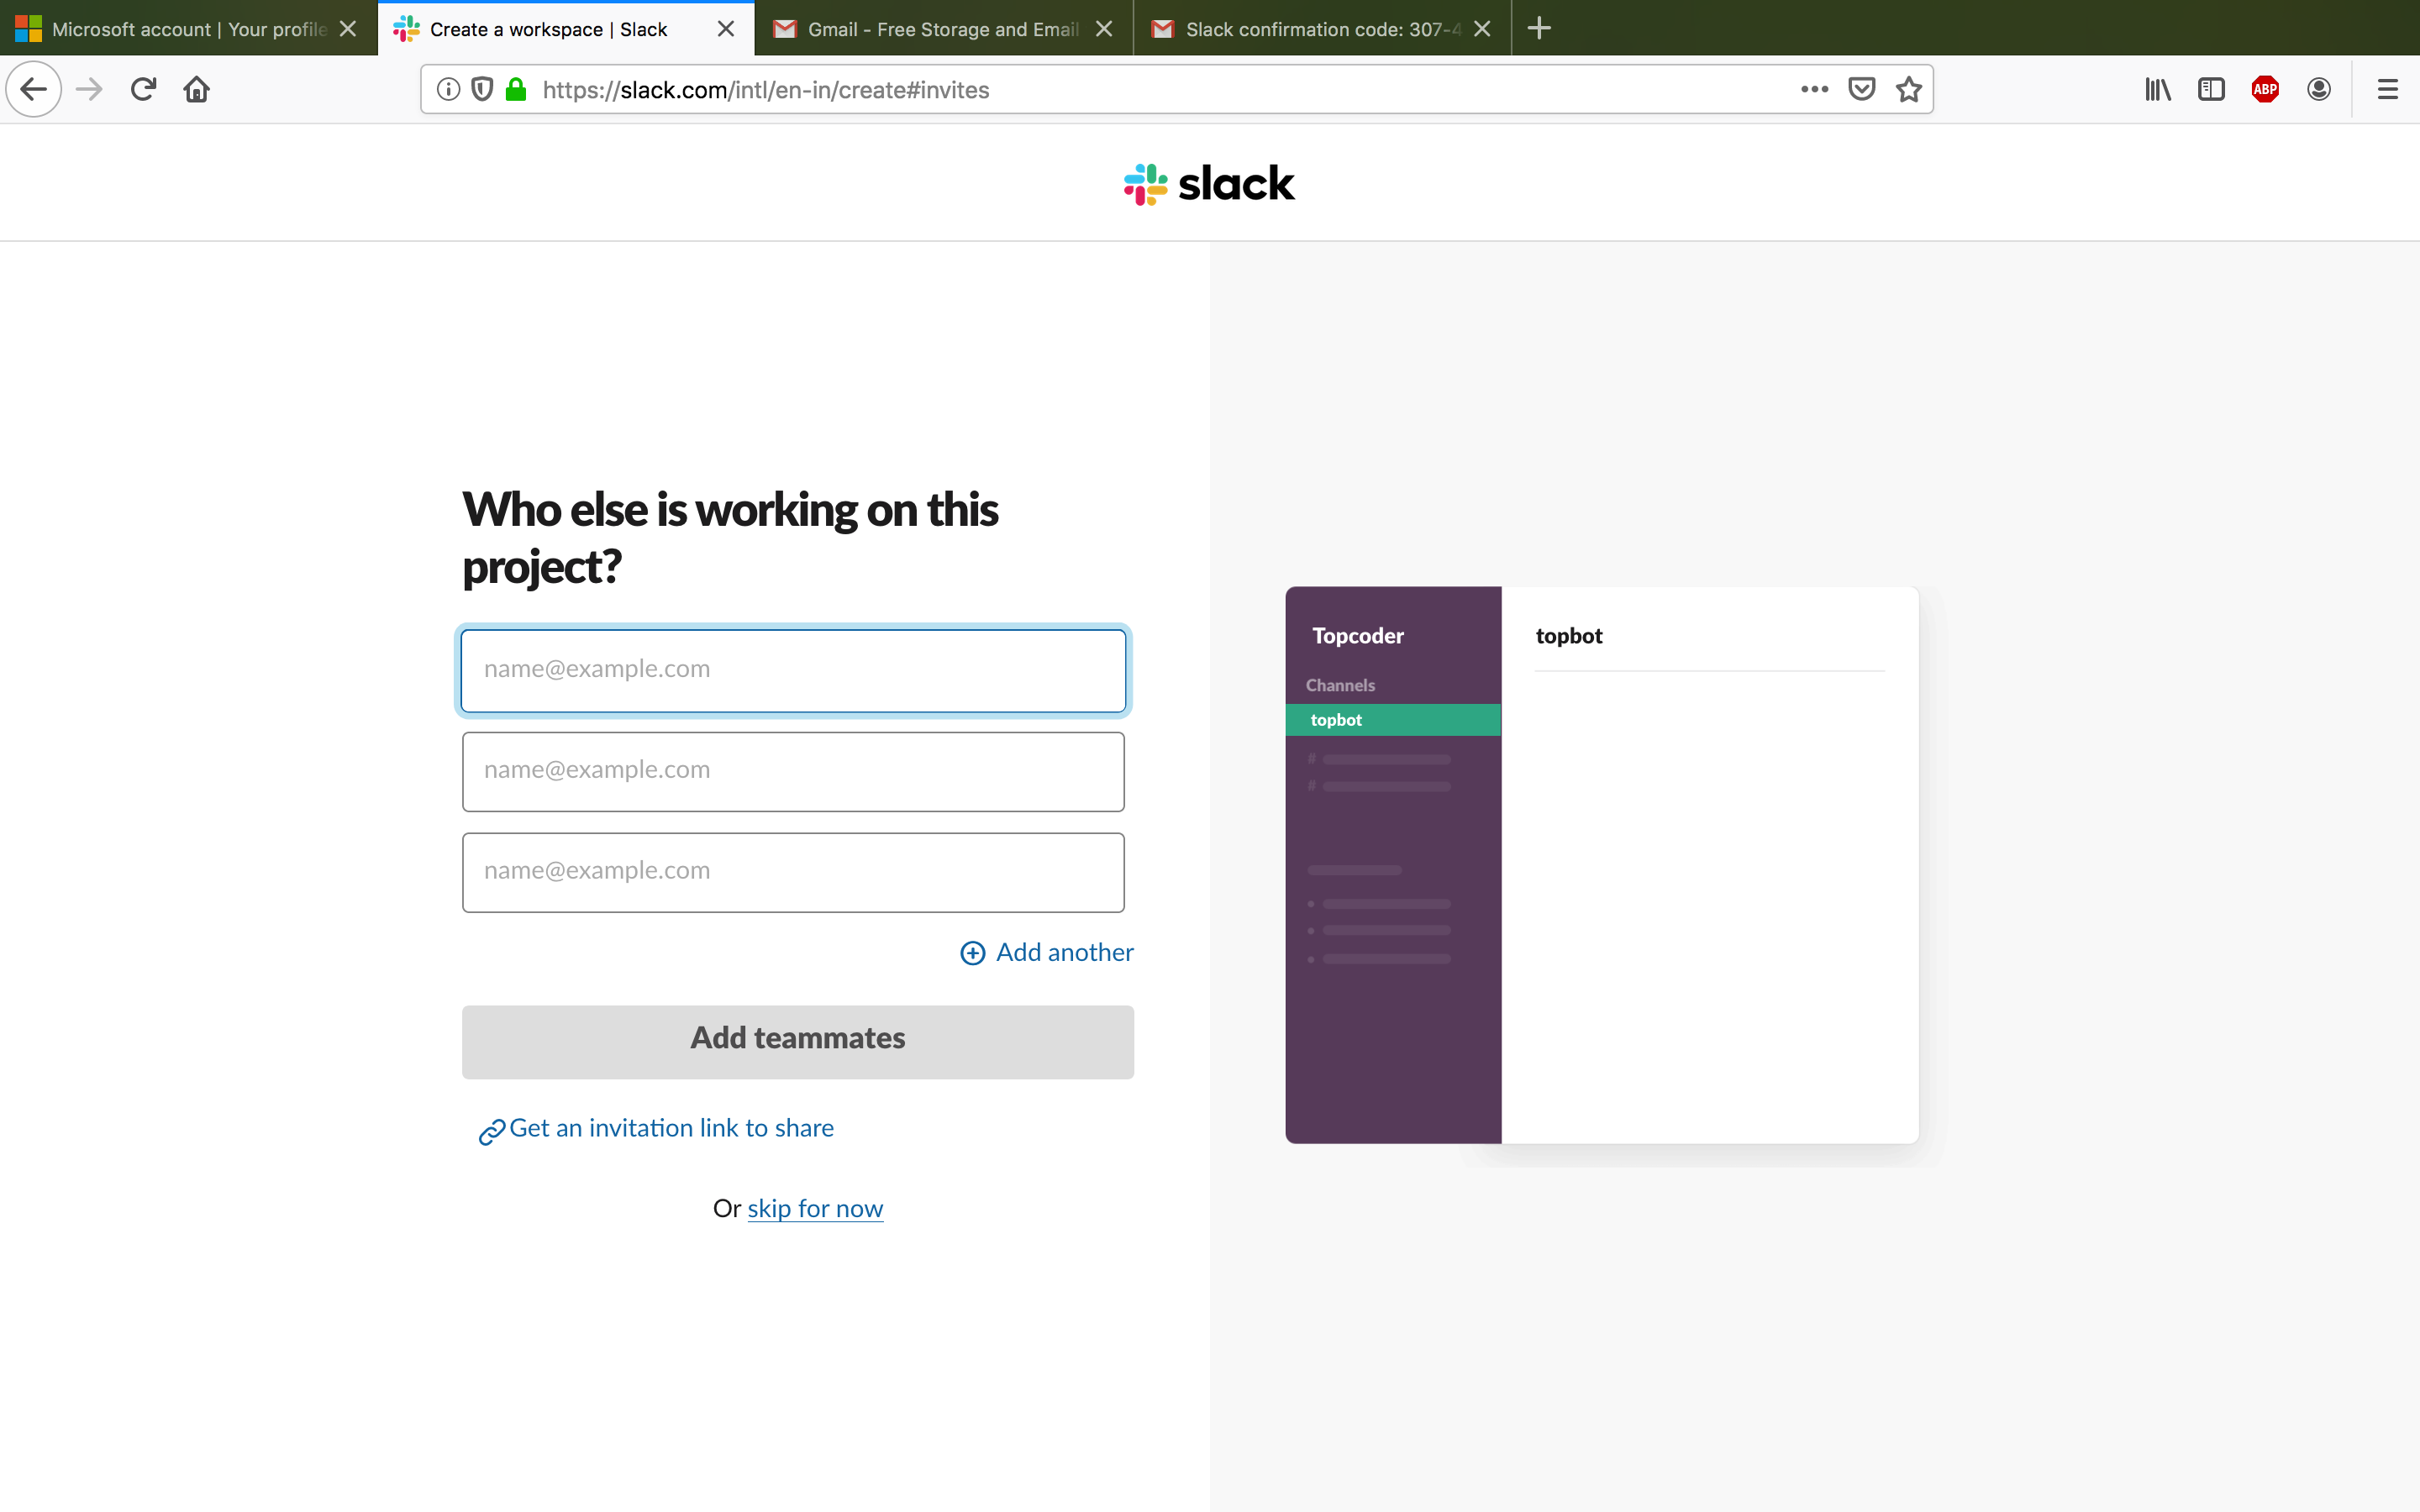 Microsoft account | Your profile
Create a workspace | Slack
Gmail - Free Storage and Email
Slack confirmation code: 307-4
https://slack.com/intl/en-in/create#invites
ABP
slack
Who else is working on this
project?
name@example.com
name@example.com
name@example.com
Add another
Add teammates
Get an invitation link to share
Or skip for now
Topcoder
Channels
topbot
#
#
topbot